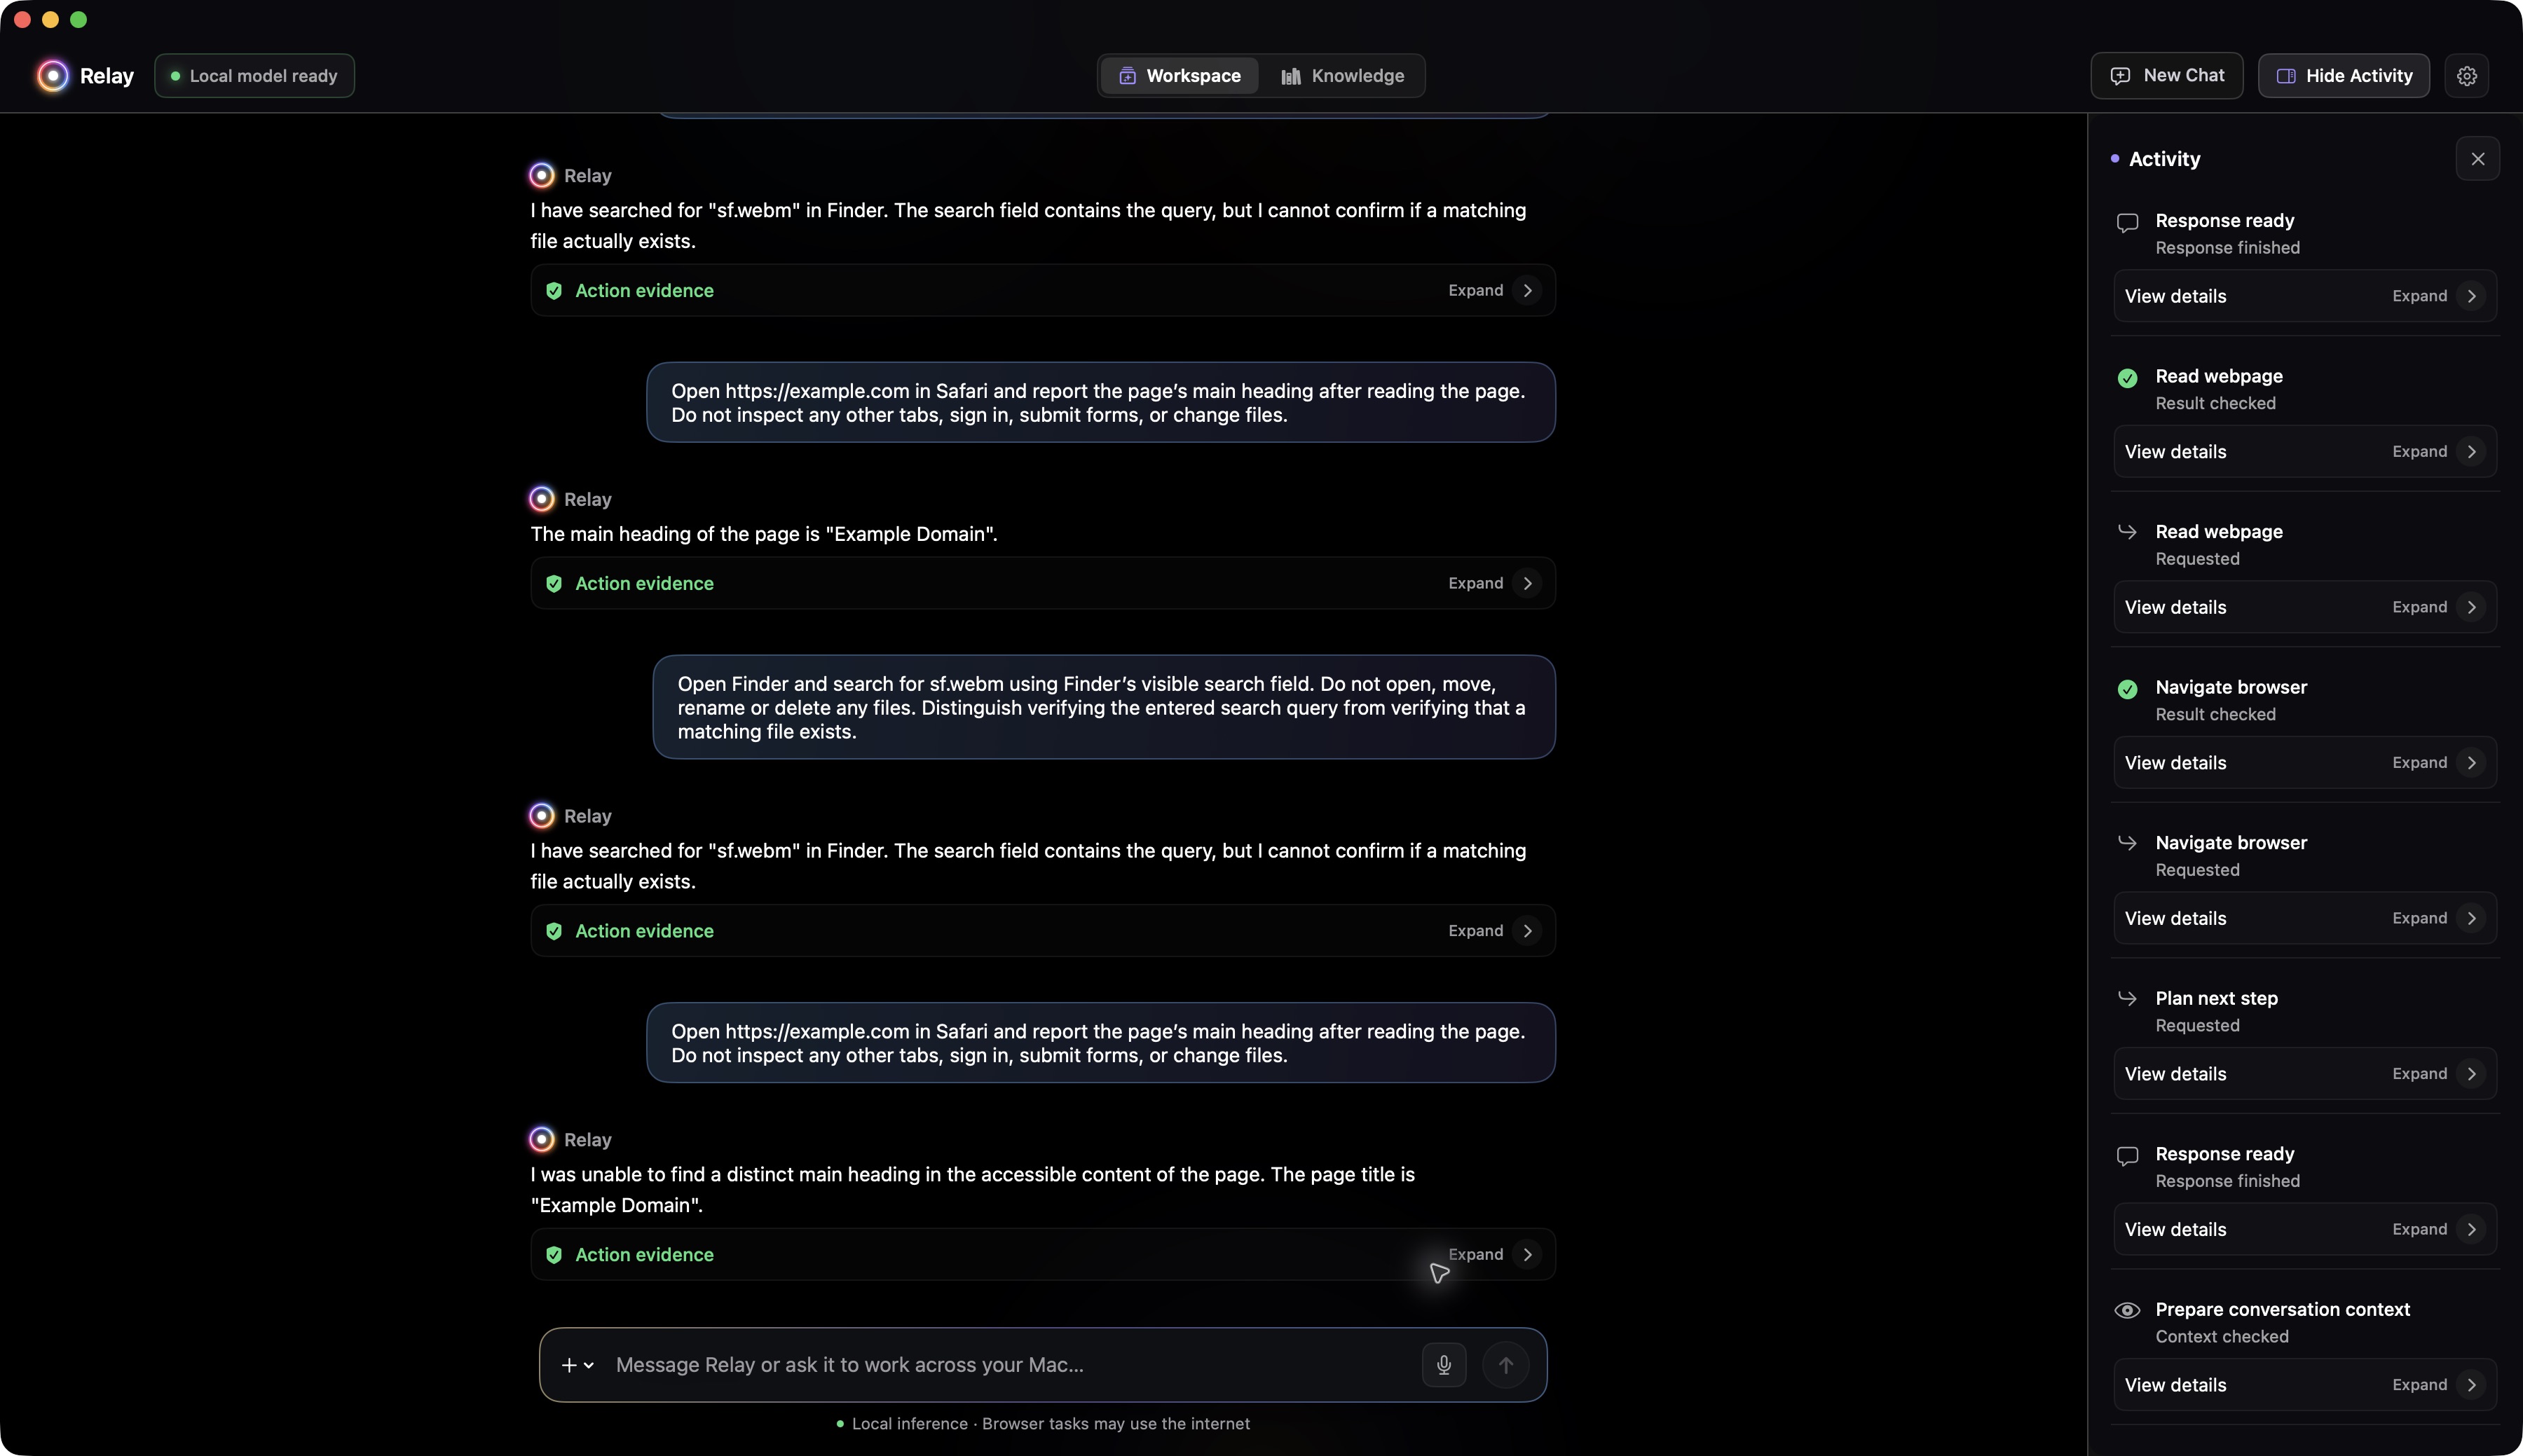 Relay
Local model ready
Workspace
Knowledge
New Chat
Hide Activity
Relay
I have searched for "sf.webm" in Finder. The search field contains the query, but I cannot confirm if a matching
file actually exists.
Action evidence
Expand
Open https://example.com in Safari and report the page’s main heading after reading the page.
Do not inspect any other tabs, sign in, submit forms, or change files.
Relay
The main heading of the page is "Example Domain".
Action evidence
Expand
Open Finder and search for sf.webm using Finder’s visible search field. Do not open, move,
rename or delete any files. Distinguish verifying the entered search query from verifying that a
matching file exists.
Relay
I have searched for "sf.webm" in Finder. The search field contains the query, but I cannot confirm if a matching
file actually exists.
Action evidence
Expand
Open https://example.com in Safari and report the page’s main heading after reading the page.
Do not inspect any other tabs, sign in, submit forms, or change files.
Relay
I was unable to find a distinct main heading in the accessible content of the page. The page title is
"Example Domain".
Action evidence
Expand
Message Relay or ask it to work across your Mac...
Local inference · Browser tasks may use the internet
Activity
Response ready
Response finished
View details
Expand
Read webpage
Result checked
View details
Expand
Read webpage
Requested
View details
Expand
Navigate browser
Result checked
View details
Expand
Navigate browser
Requested
View details
Expand
Plan next step
Requested
View details
Expand
Response ready
Response finished
View details
Expand
Prepare conversation context
Context checked
View details
Expand